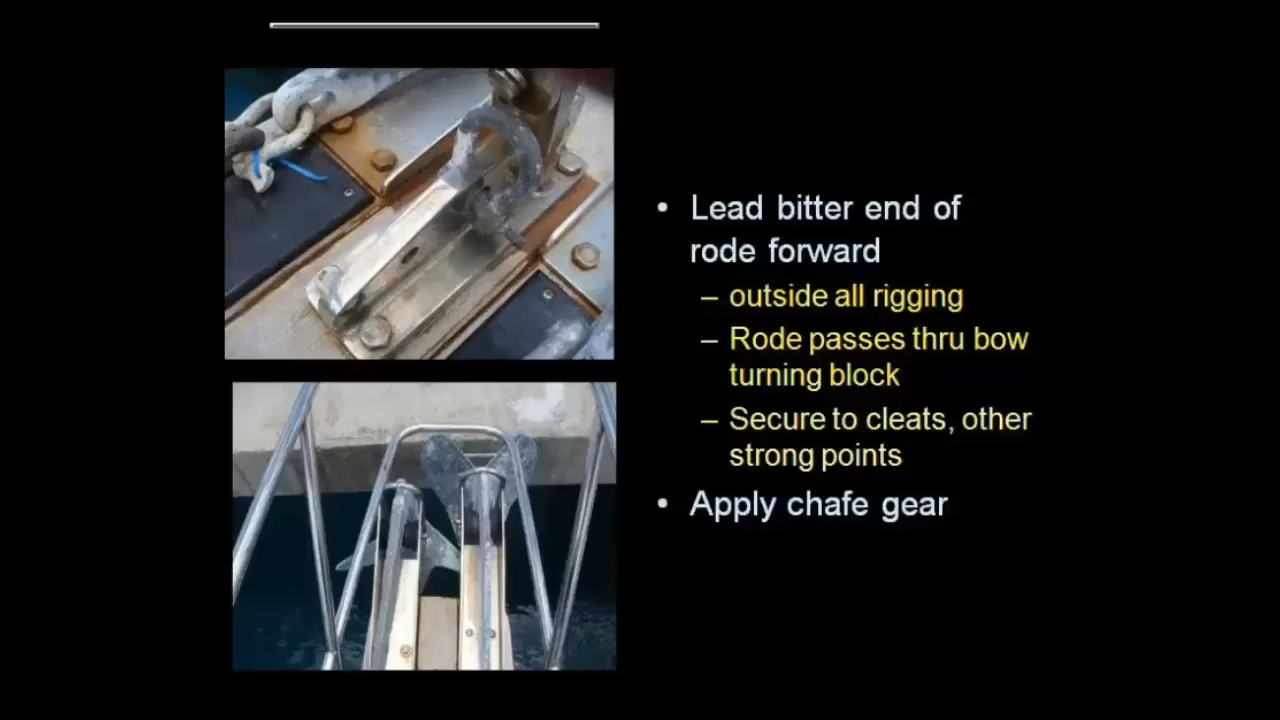 • Lead bitter end of
rode forward
– outside all rigging
– Rode passes thru bow
turning block
– Secure to cleats, other
strong points
• Apply chafe gear